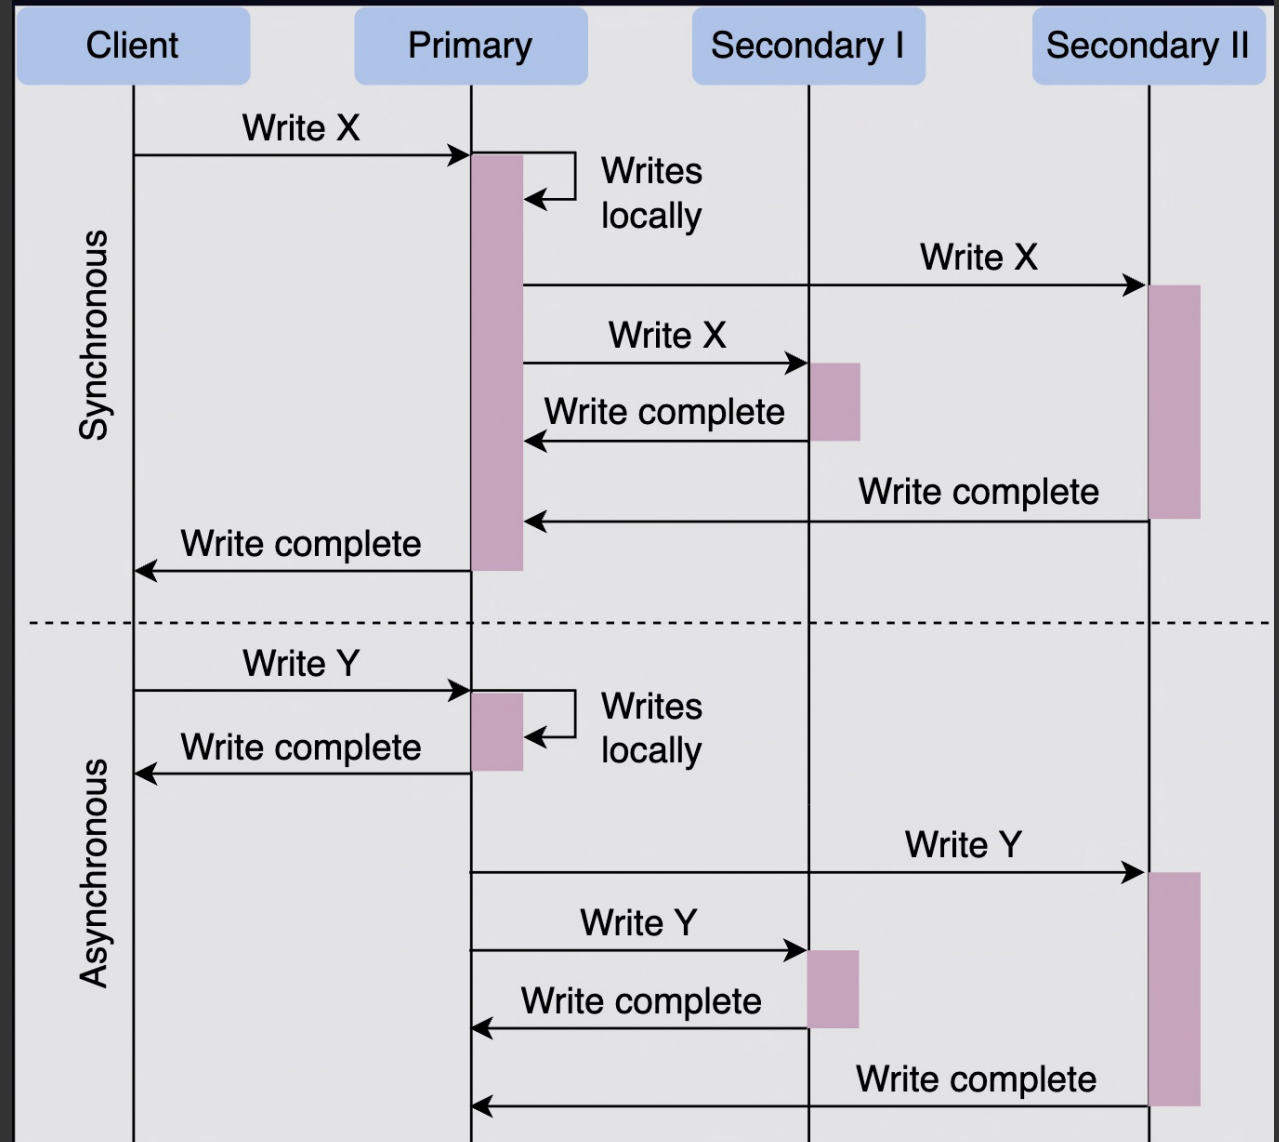 Client
Primary
Secondary I
Secondary II
Synchronous
Write X
Writes
locally
Write X
Write X
Write complete
Write complete
Write complete
Asynchronous
Write Y
Writes
locally
Write complete
Write Y
Write Y
Write complete
Write complete